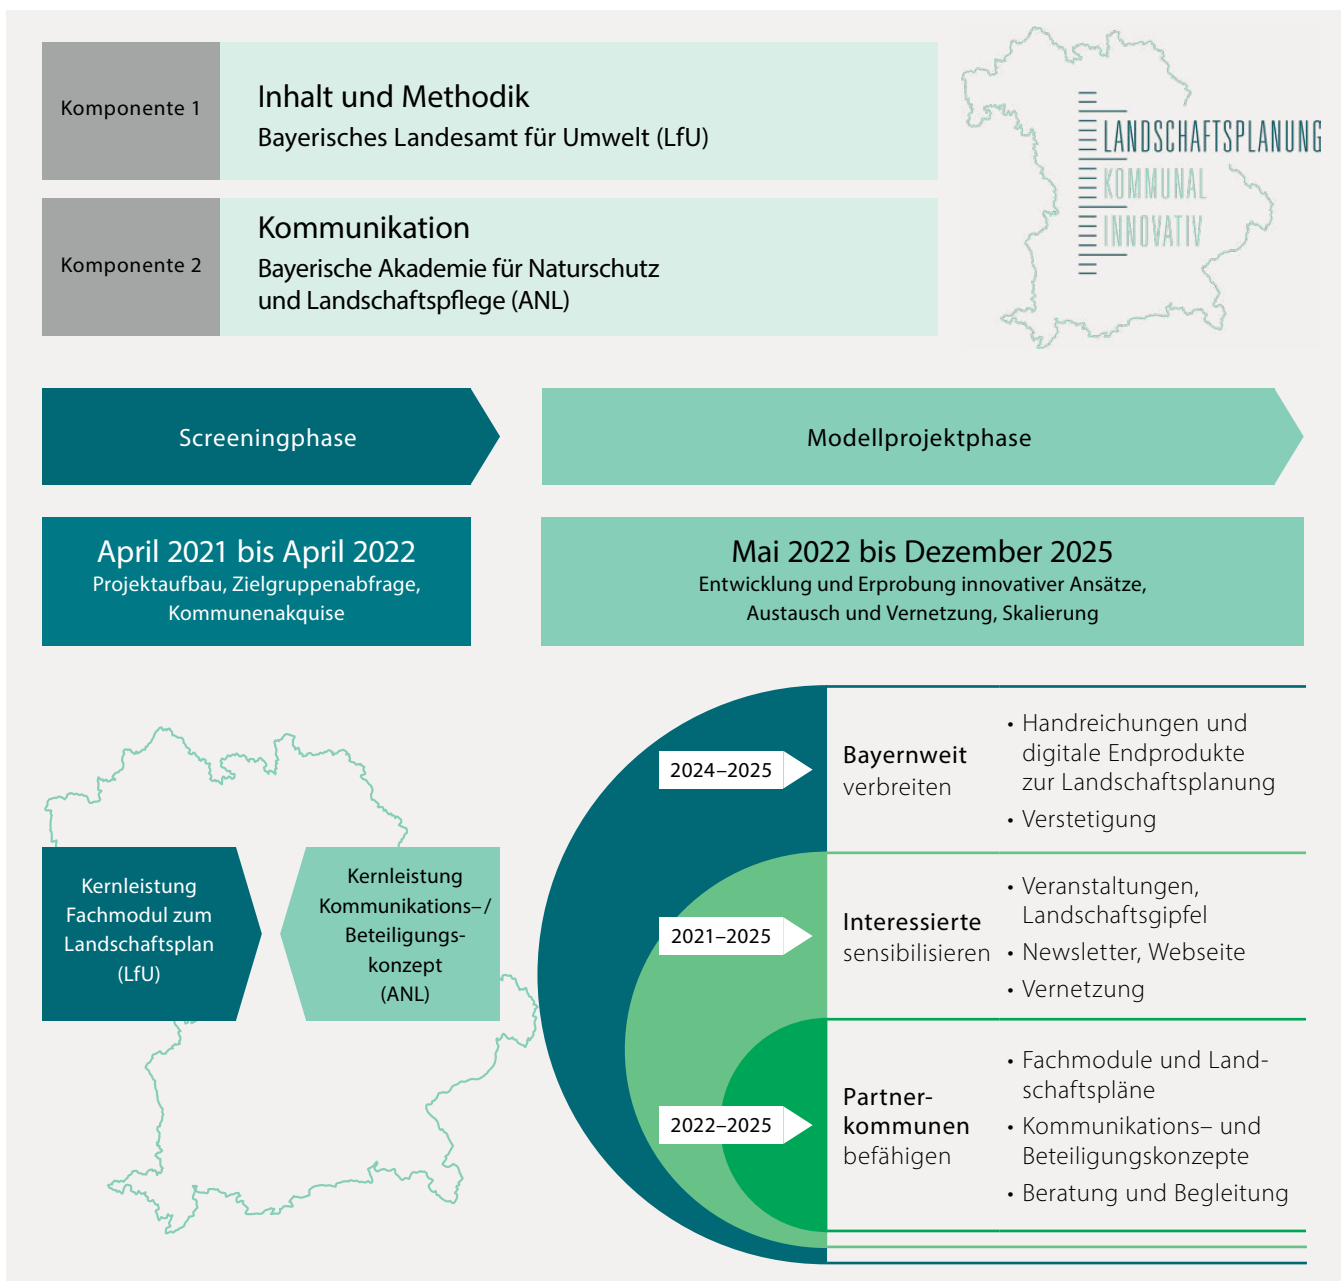 Komponente 1
Inhalt und Methodik
Bayerisches Landesamt für Umwelt (LfU)
Komponente 2
Kommunikation
Bayerische Akademie für Naturschutz
und Landschaftspflege (ANL)
LANDSCHAFTSPLANUNG
KOMMUNAL
INNOVATIV
Screeningphase
Modellprojektphase
April 2021 bis April 2022
Projektaufbau, Zielgruppenabfrage,
Kommunenakquise
Mai 2022 bis Dezember 2025
Entwicklung und Erprobung innovativer Ansätze,
Austausch und Vernetzung, Skalierung
Kernleistung
Fachmodul zum
Landschaftsplan
(LfU)
Kernleistung
Kommunikations–/
Beteiligungs-
konzept
(ANL)
2024–2025
Bayernweit
verbreiten
• Handreichungen und
digitale Endprodukte
zur Landschaftsplanung
• Verstetigung
2021–2025
Interessierte
sensibilisieren
• Veranstaltungen,
Landschaftsgipfel
• Newsletter, Webseite
• Vernetzung
2022–2025
Partner-
kommunen
befähigen
• Fachmodule und Land-
schaftspläne
• Kommunikations– und
Beteiligungskonzepte
• Beratung und Begleitung